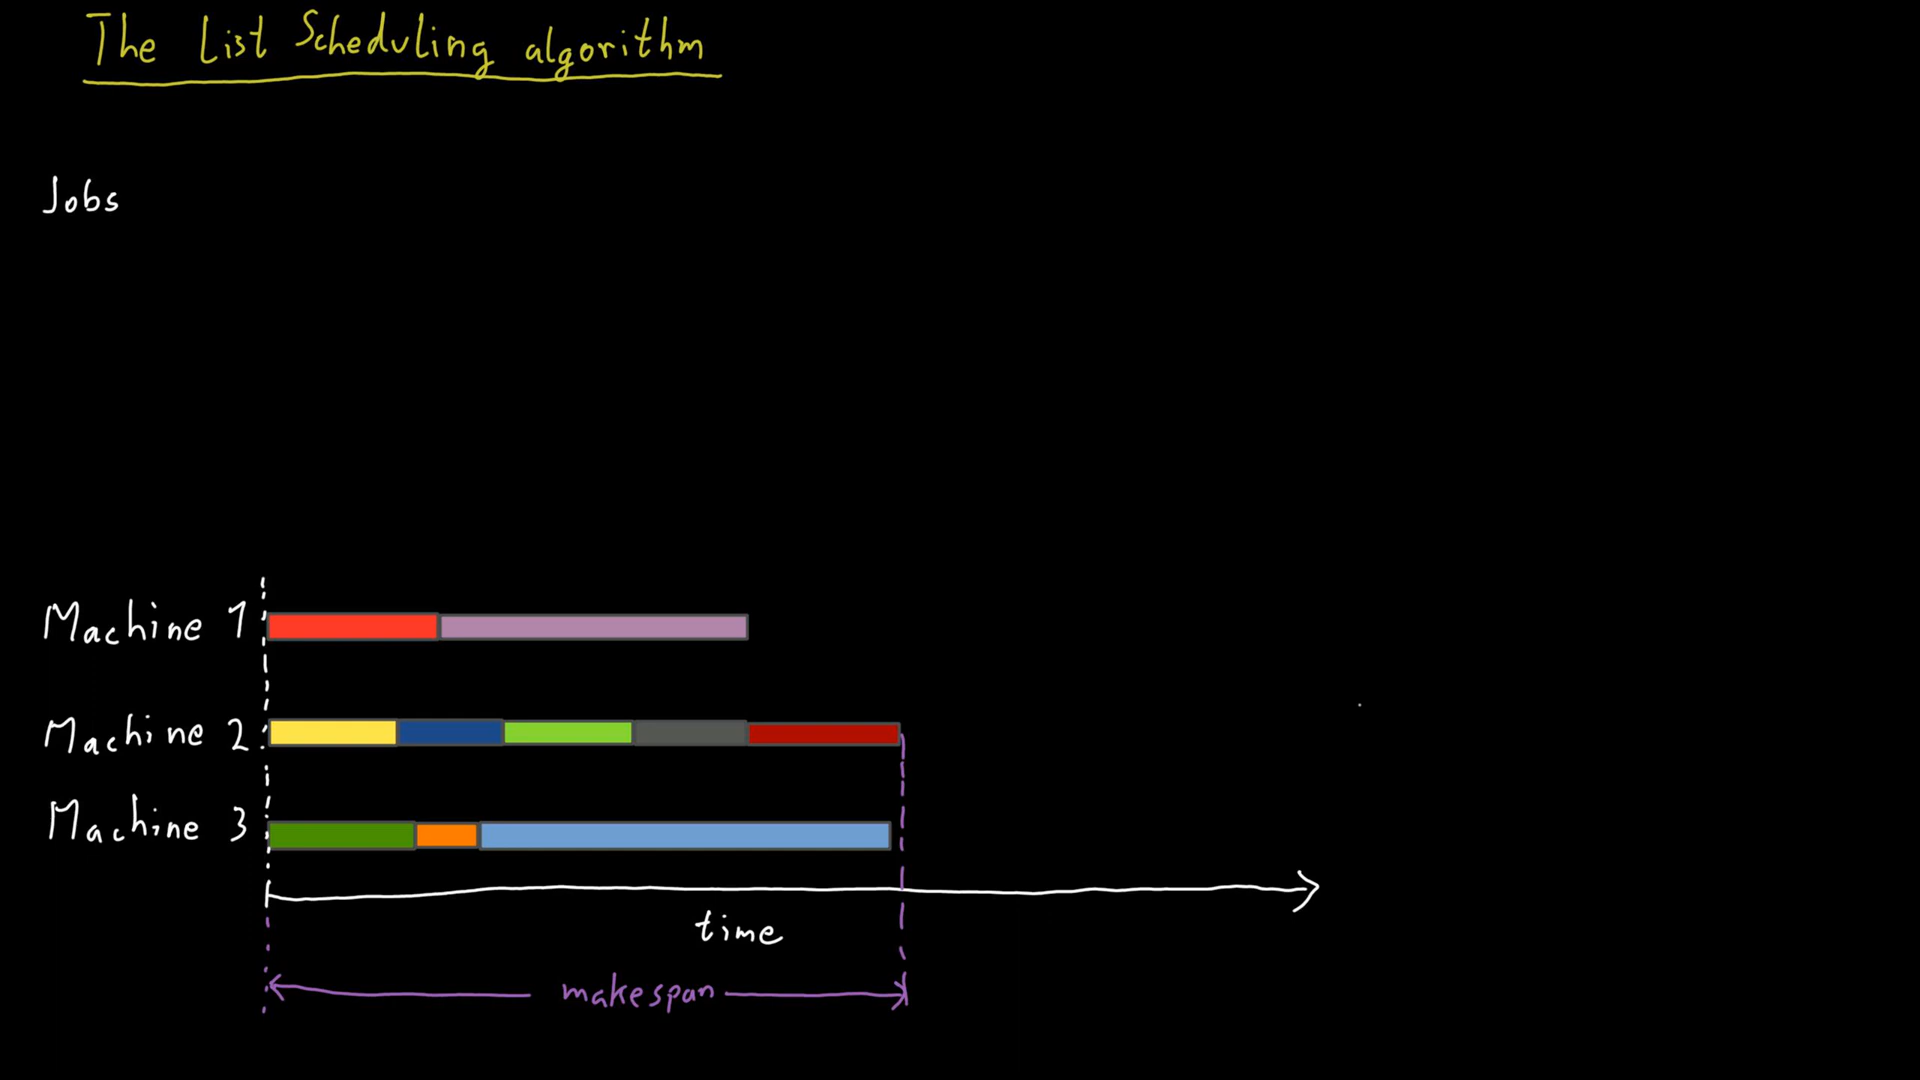 The List Scheduling algorithm
Jobs
Machine 1
Machine 2
Machine 3
time
makespan